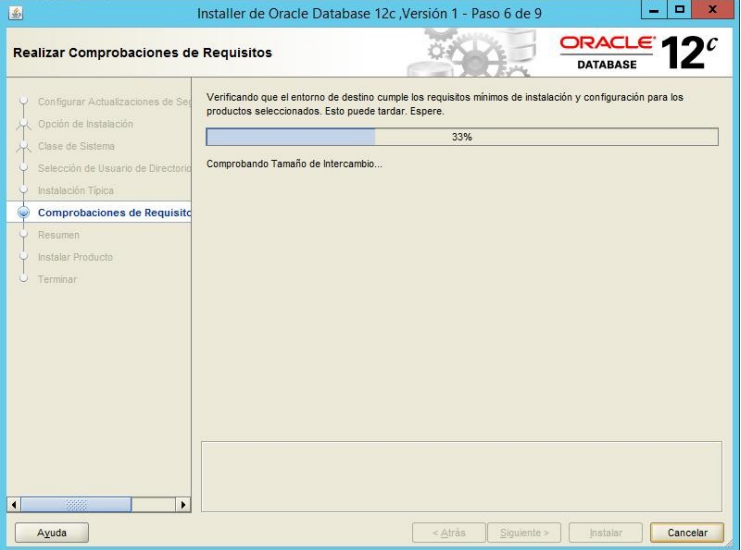 Installer de Oracle Database 12c ,Versión 1 - Paso 6 de 9
Realizar Comprobaciones de Requisitos
ORACLE
DATABASE
12c
Configurar Actualizaciones de Seg
Opción de Instalación
Clase de Sistema
Selección de Usuario de Directorio
Instalación Típica
Comprobaciones de Requisito
Resumen
Instalar Producto
Terminar
Verificando que el entorno de destino cumple los requisitos mínimos de instalación y configuración para los
productos seleccionados. Esto puede tardar. Espere.
33%
Comprobando Tamaño de Intercambio...
Ayuda
< Atrás
Siguiente >
Instalar
Cancelar